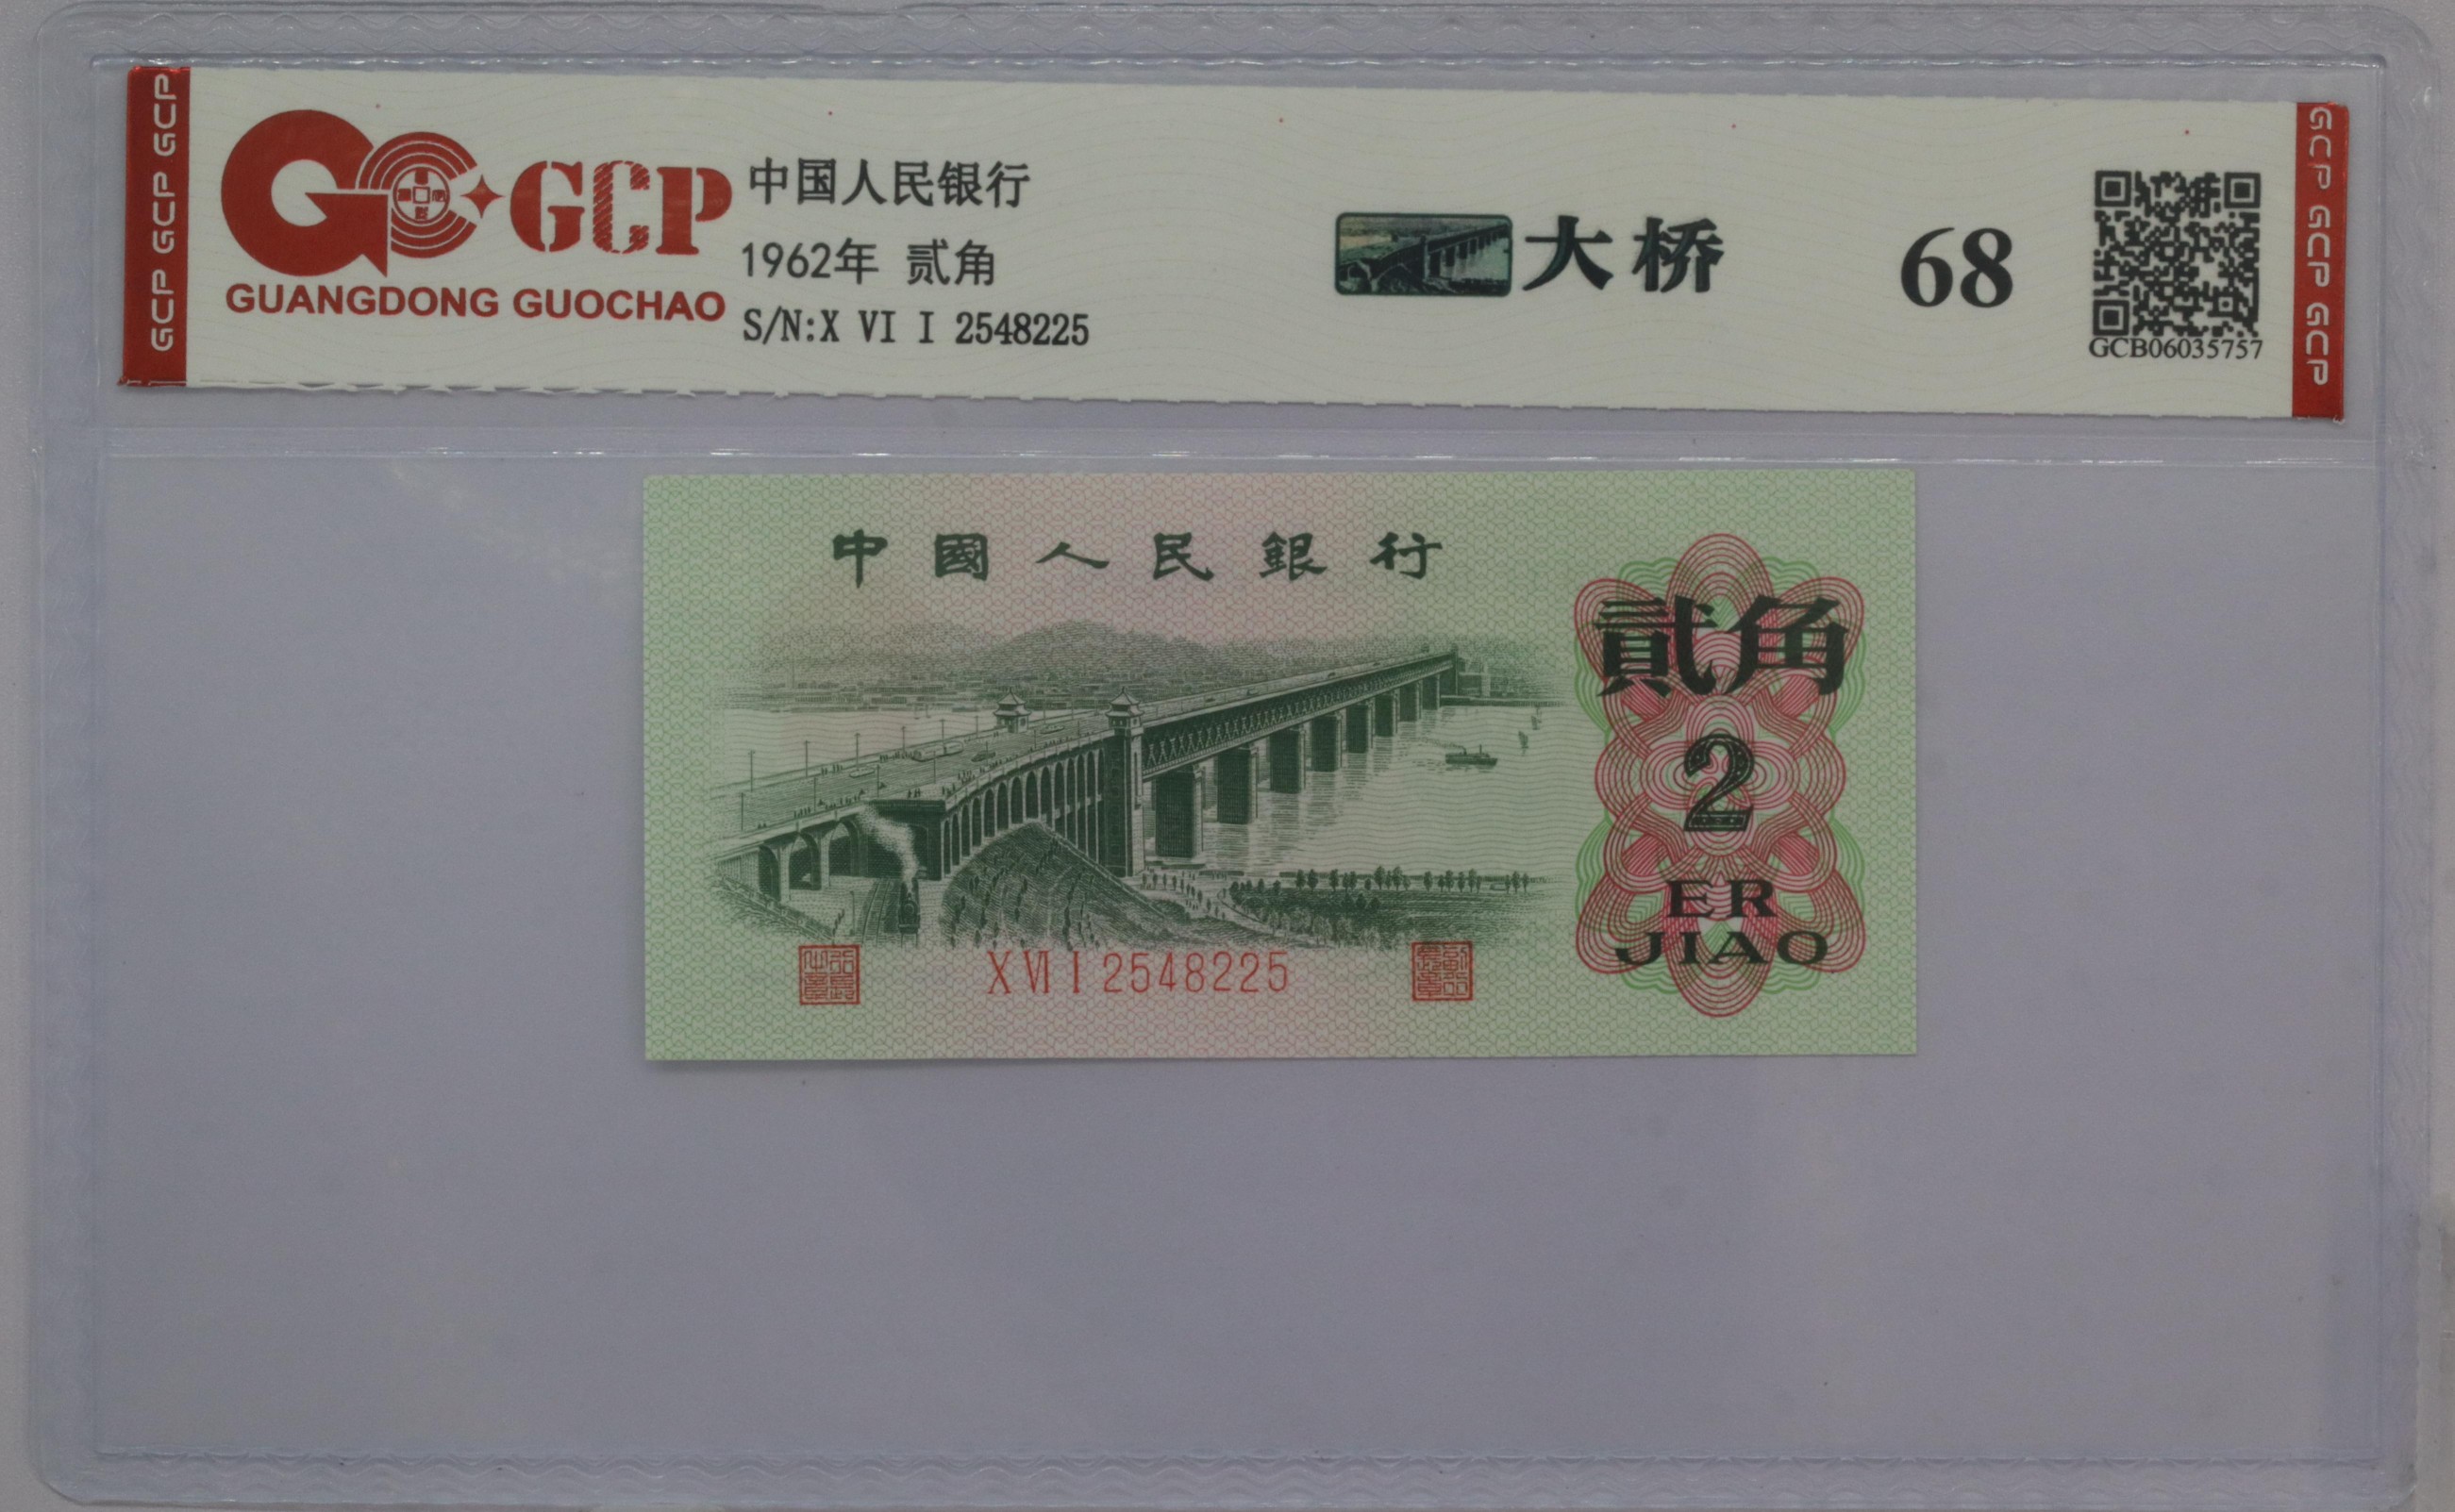 GCP GCP GCP
GCP
GUANGDONG GUOCHAO
中国人民银行
1962年 贰角
S/N:X VI I 2548225
大桥
68
GCB06035757
GCP GCP GCP
中國人民銀行
貳角
2
ER
JIAO
X VI I 2548225